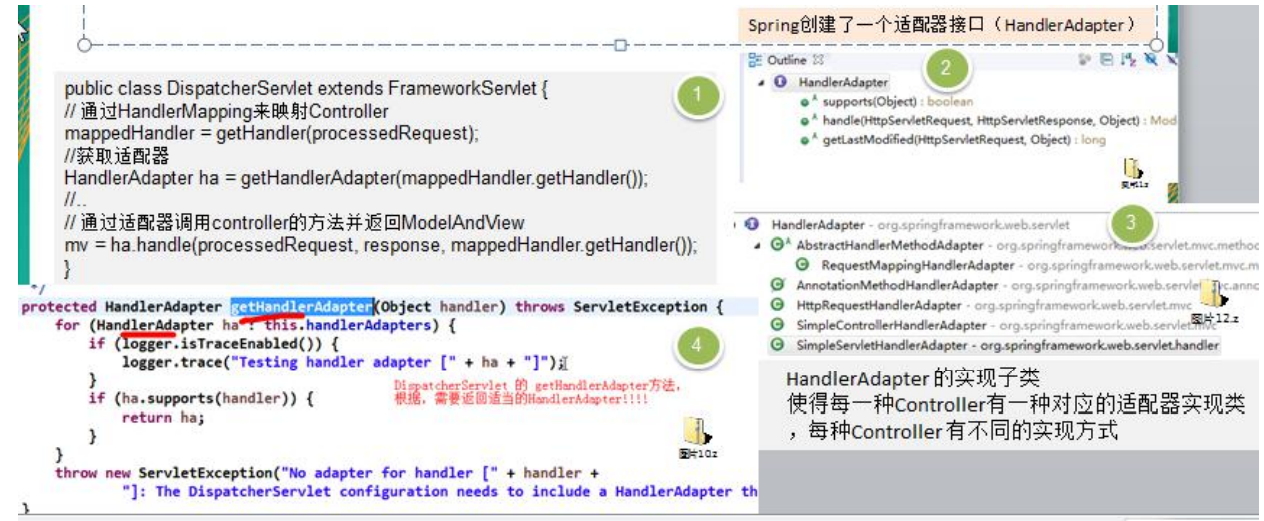 Spring创建了一个适配器接口（HandlerAdapter）
public class DispatcherServlet extends FrameworkServlet {
// 通过HandlerMapping来映射Controller
mappedHandler = getHandler(processedRequest);
//获取适配器
HandlerAdapter ha = getHandlerAdapter(mappedHandler.getHandler());
//..
// 通过适配器调用controller的方法并返回ModelAndView
mv = ha.handle(processedRequest, response, mappedHandler.getHandler());
}
1
Outline
2
HandlerAdapter
supports(Object) : boolean
handle(HttpServletRequest, HttpServletResponse, Object) : Mod
getLastModified(HttpServletRequest, Object) : long
图片11.z
3
HandlerAdapter - org.springframework.web.servlet
AbstractHandlerMethodAdapter - org.springframework.web.servlet.mvc.method
RequestMappingHandlerAdapter - org.springframework.web.servlet.mvc.m
AnnotationMethodHandlerAdapter - org.springframework.web.servlet.mvc.anno
HttpRequestHandlerAdapter - org.springframework.web.servlet.mvc
SimpleControllerHandlerAdapter - org.springframework.web.servlet.mvc
SimpleServletHandlerAdapter - org.springframework.web.servlet.handler
图片12.z
HandlerAdapter 的实现子类
使得每一种Controller有一种对应的适配器实现类
，每种Controller 有不同的实现方式
*/
protected HandlerAdapter getHandlerAdapter(Object handler) throws ServletException {
for (HandlerAdapter ha : this.handlerAdapters) {
if (logger.isTraceEnabled()) {
logger.trace("Testing handler adapter [" + ha + "]");
}
if (ha.supports(handler)) {
return ha;
}
}
throw new ServletException("No adapter for handler [" + handler +
"]: The DispatcherServlet configuration needs to include a HandlerAdapter th
}
4
DispatcherServlet 的 getHandlerAdapter方法，
根据，需要返回适当的HandlerAdapter!!!!
图片10z